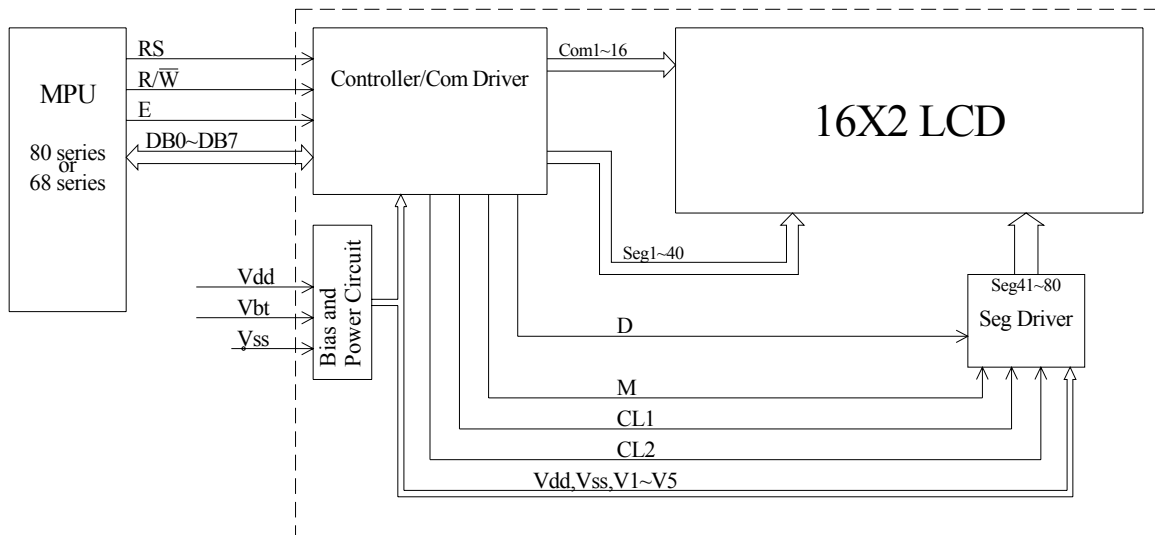 MPU
80 series
or
68 series
RS
R/W̅
E
DB0~DB7
Controller/Com Driver
Com1~16
16X2 LCD
Seg1~40
Vdd
Vbt
Vss
Bias and
Power Circuit
Seg41~80
Seg Driver
D
M
CL1
CL2
Vdd,Vss,V1~V5